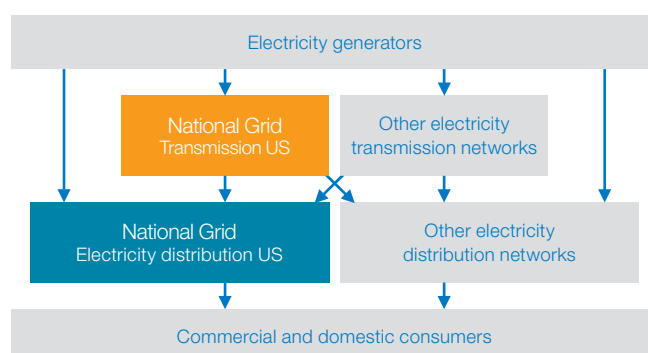 Electricity generators
National Grid
Transmission US
Other electricity
transmission networks
National Grid
Electricity distribution US
Other electricity
distribution networks
Commercial and domestic consumers